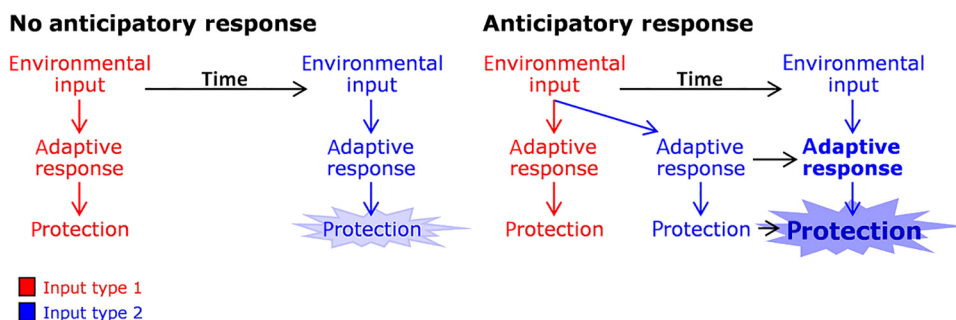 No anticipatory response
Environmental
input
Time
Environmental
input
Adaptive
response
Adaptive
response
Protection
Protection
Anticipatory response
Environmental
input
Time
Environmental
input
Adaptive
response
Adaptive
response
Adaptive
response
Protection
Protection
Protection
Input type 1
Input type 2